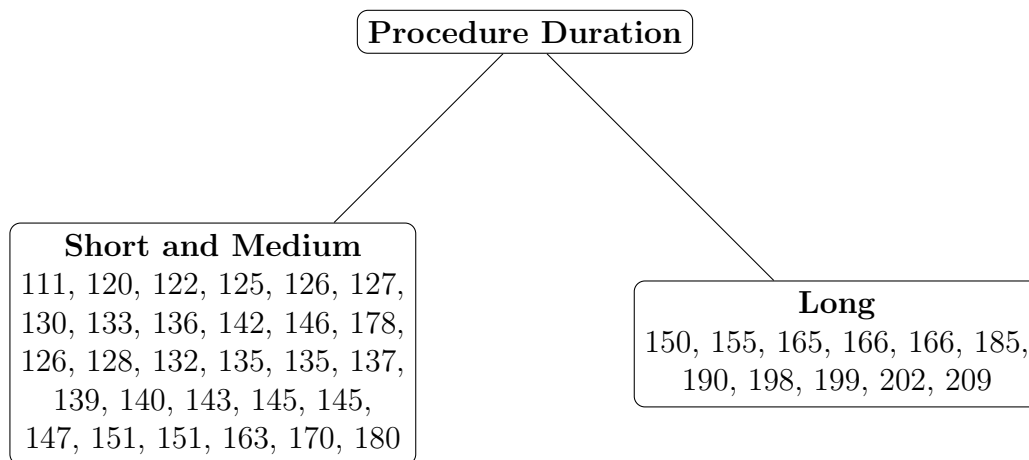 Procedure Duration
Short and Medium
111, 120, 122, 125, 126, 127,
130, 133, 136, 142, 146, 178,
126, 128, 132, 135, 135, 137,
139, 140, 143, 145, 145,
147, 151, 151, 163, 170, 180
Long
150, 155, 165, 166, 166, 185,
190, 198, 199, 202, 209